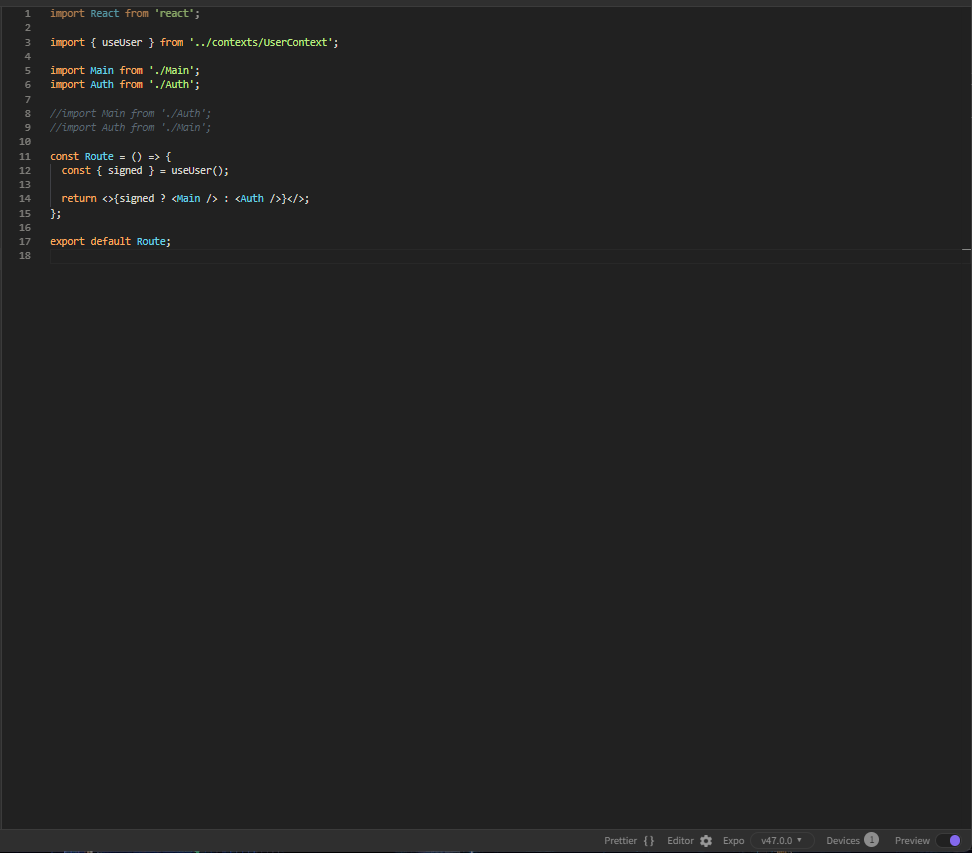 1 import React from 'react';
2
3 import { useUser } from '../contexts/UserContext';
4
5 import Main from './Main';
6 import Auth from './Auth';
7
8 //import Main from './Auth';
9 //import Auth from './Main';
10
11 const Route = () => {
12   const { signed } = useUser();
13
14   return <>{signed ? <Main /> : <Auth />}</>;
15 };
16
17 export default Route;
18
Prettier {} Editor Expo v47.0.0 Devices 1 Preview